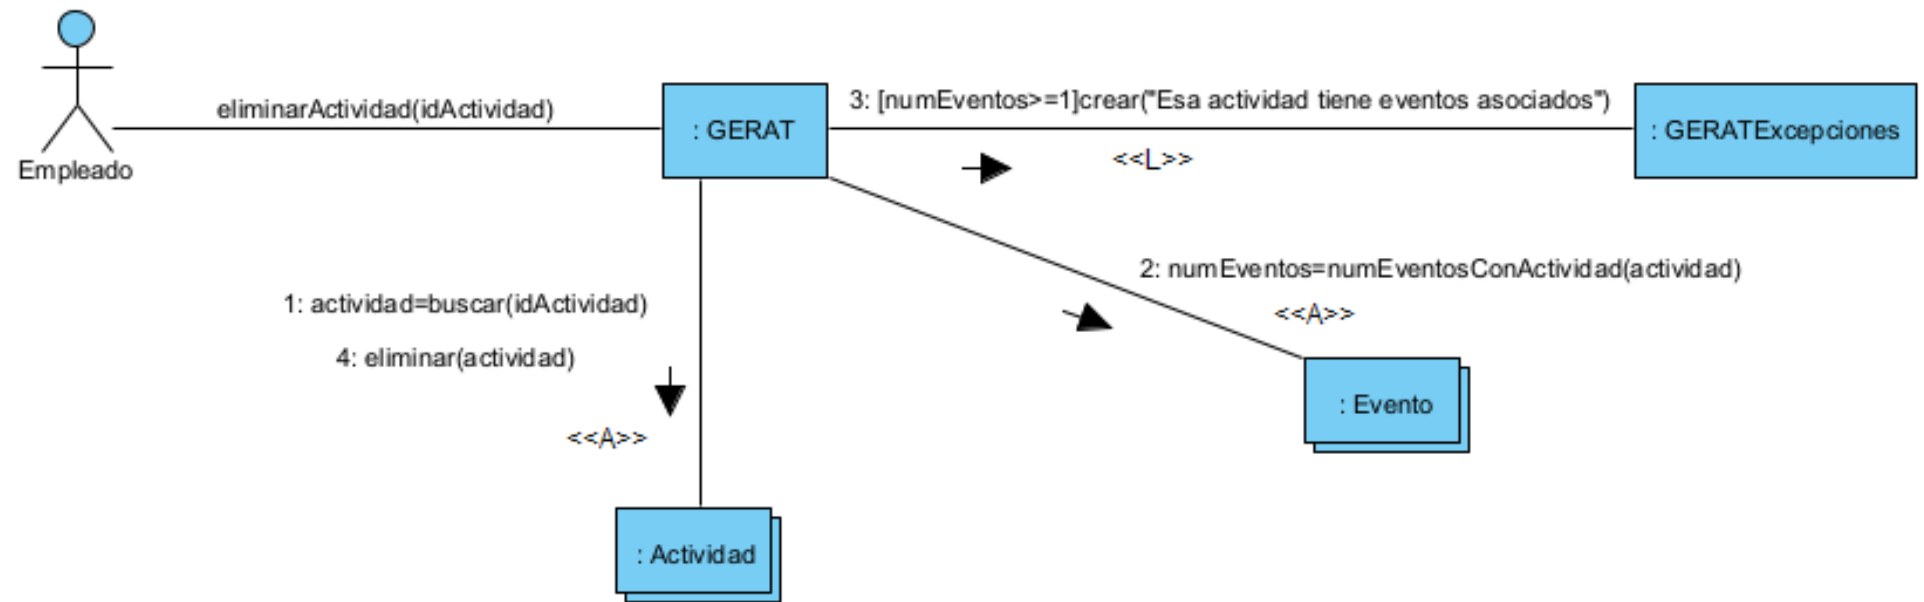 eliminarActividad(idActividad)
: GERAT
3: [numEventos>=1]crear("Esa actividad tiene eventos asociados")
: GERATExcepciones
<<L>>
Empleado
2: numEventos=numEventosConActividad(actividad)
<<A>>
1: actividad=buscar(idActividad)
4: eliminar(actividad)
<<A>>
: Evento
: Actividad